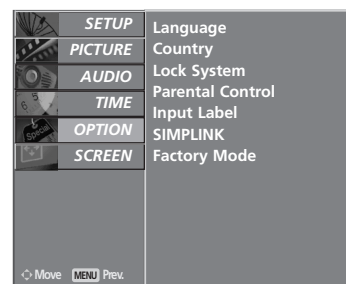 SETUP
PICTURE
AUDIO
TIME
OPTION
SCREEN
Language
Country
Lock System
Parental Control
Input Label
SIMPLINK
Factory Mode
Move MENU Prev.